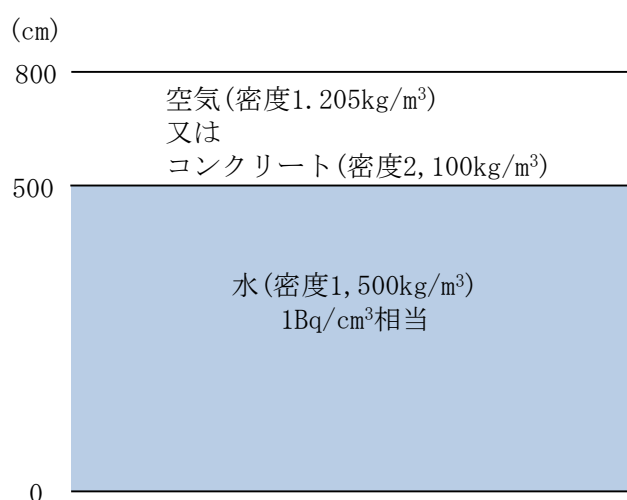 (cm)
800
空気(密度1.205kg/m³)
又は
コンクリート(密度2,100kg/m³)
500
水(密度1,500kg/m³)
1Bq/cm³相当
0